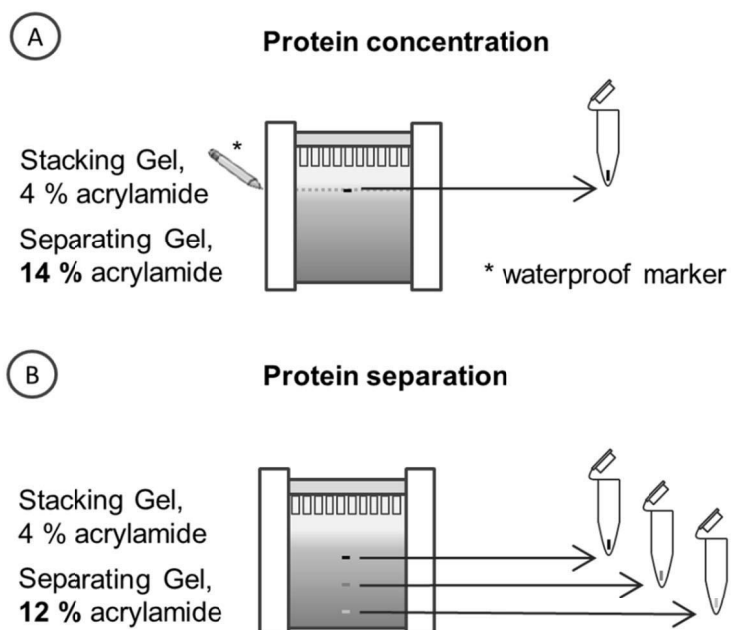 A
Protein concentration
*
Stacking Gel,
4 % acrylamide
Separating Gel,
14 % acrylamide
* waterproof marker
B
Protein separation
Stacking Gel,
4 % acrylamide
Separating Gel,
12 % acrylamide